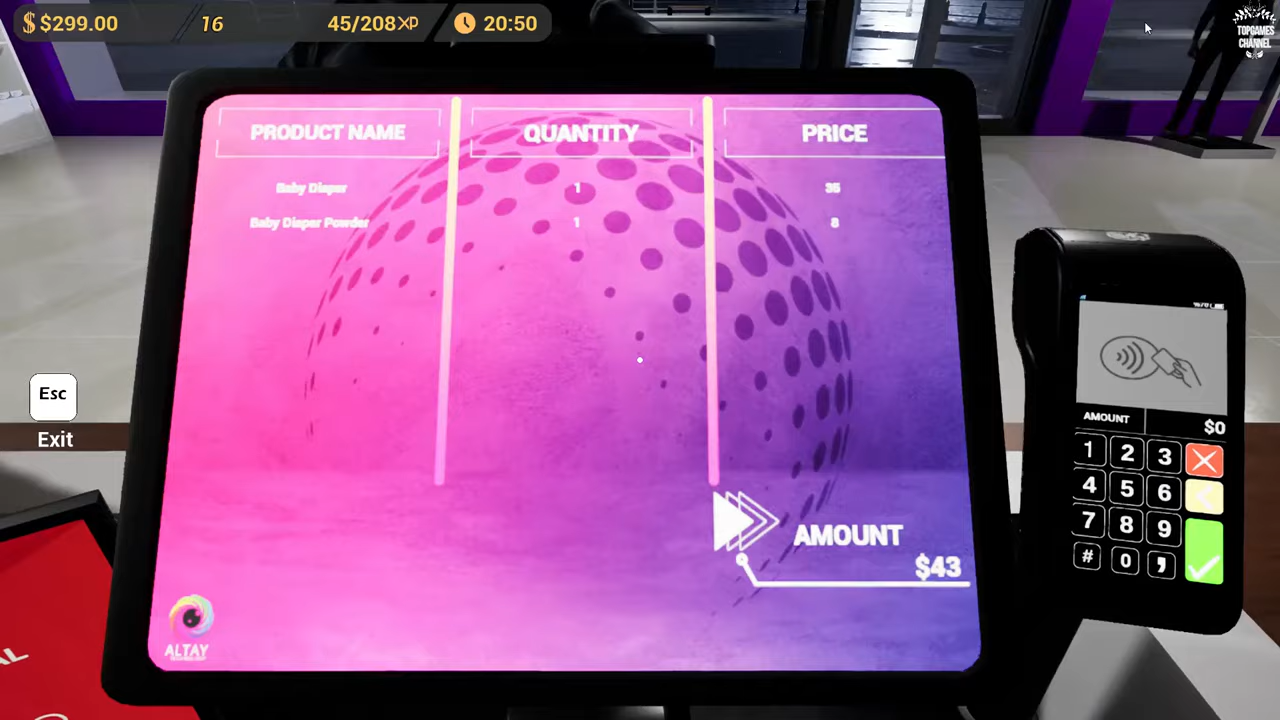 $ $299.00 16 45/208 XP 20:50
TOPGAMES
CHANNEL
PRODUCT NAME QUANTITY PRICE
Baby Diaper 1 35
Baby Diaper Powder 1 8
Esc
Exit
AMOUNT
$43
ALTAY
AMOUNT $0
1 2 3
4 5 6
7 8 9
# 0 ,